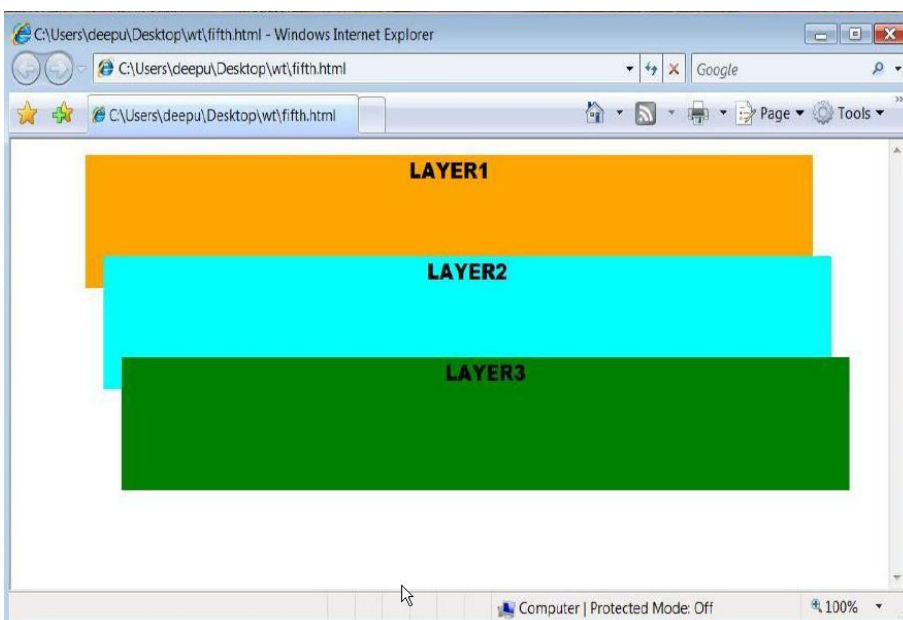 C:\Users\deepu\Desktop\wt\fifth.html - Windows Internet Explorer
C:\Users\deepu\Desktop\wt\fifth.html
Google
C:\Users\deepu\Desktop\wt\fifth.html
Page
Tools
LAYER1
LAYER2
LAYER3
Computer | Protected Mode: Off
100%